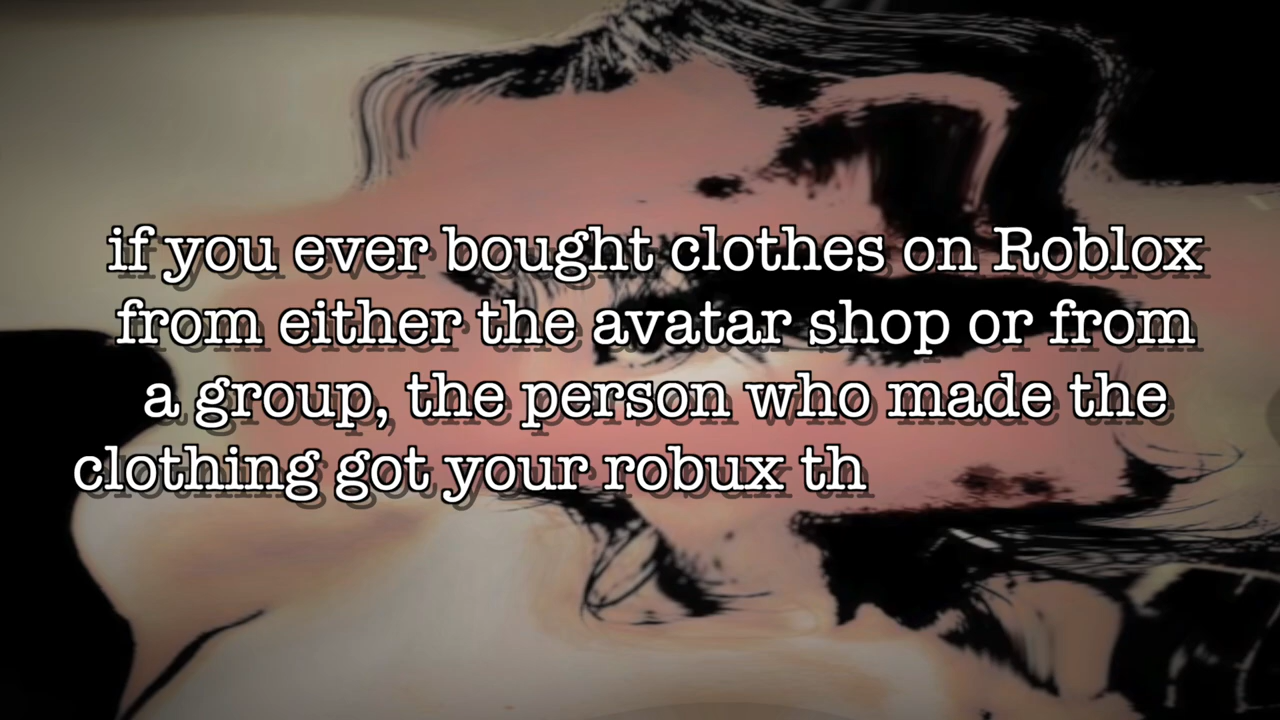 if you ever bought clothes on Roblox
from either the avatar shop or from
a group, the person who made the
clothing got your robux th